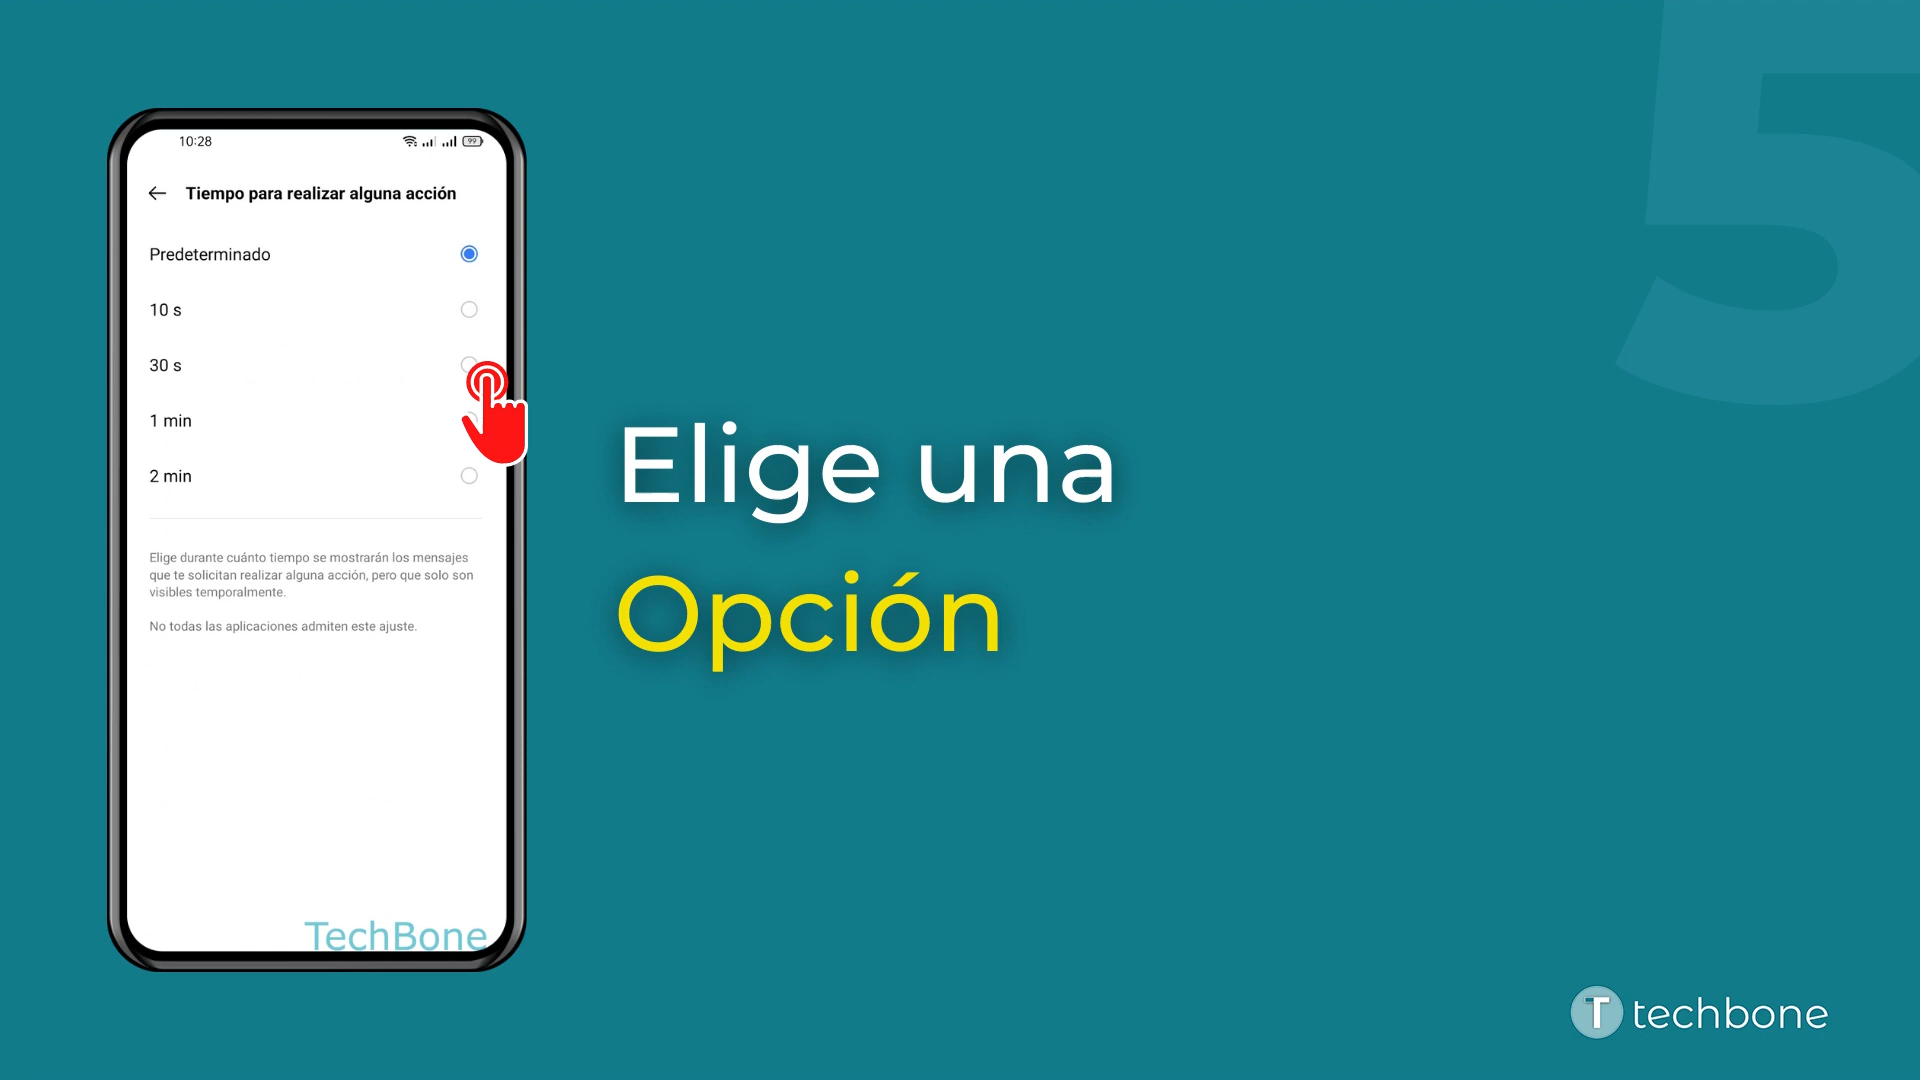 10:28
99
Tiempo para realizar alguna acción
Predeterminado
10 s
30 s
1 min
2 min
Elige durante cuánto tiempo se mostrarán los mensajes
que te solicitan realizar alguna acción, pero que solo son
visibles temporalmente.
No todas las aplicaciones admiten este ajuste.
TechBone
Elige una
Opción
5
T techbone